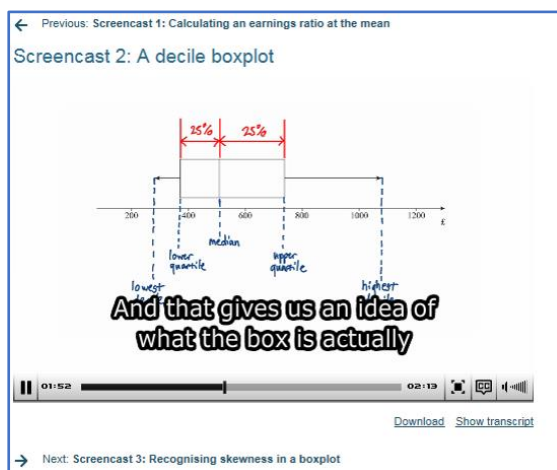 Previous: Screencast 1: Calculating an earnings ratio at the mean
Screencast 2: A decile boxplot
25% 25%
200 400 600 800 1000 1200 £
median
lower quartile
upper quartile
lowest
highest
And that gives us an idea of
what the box is actually
01:52 02:13 CC
Download Show transcript
Next: Screencast 3: Recognising skewness in a boxplot